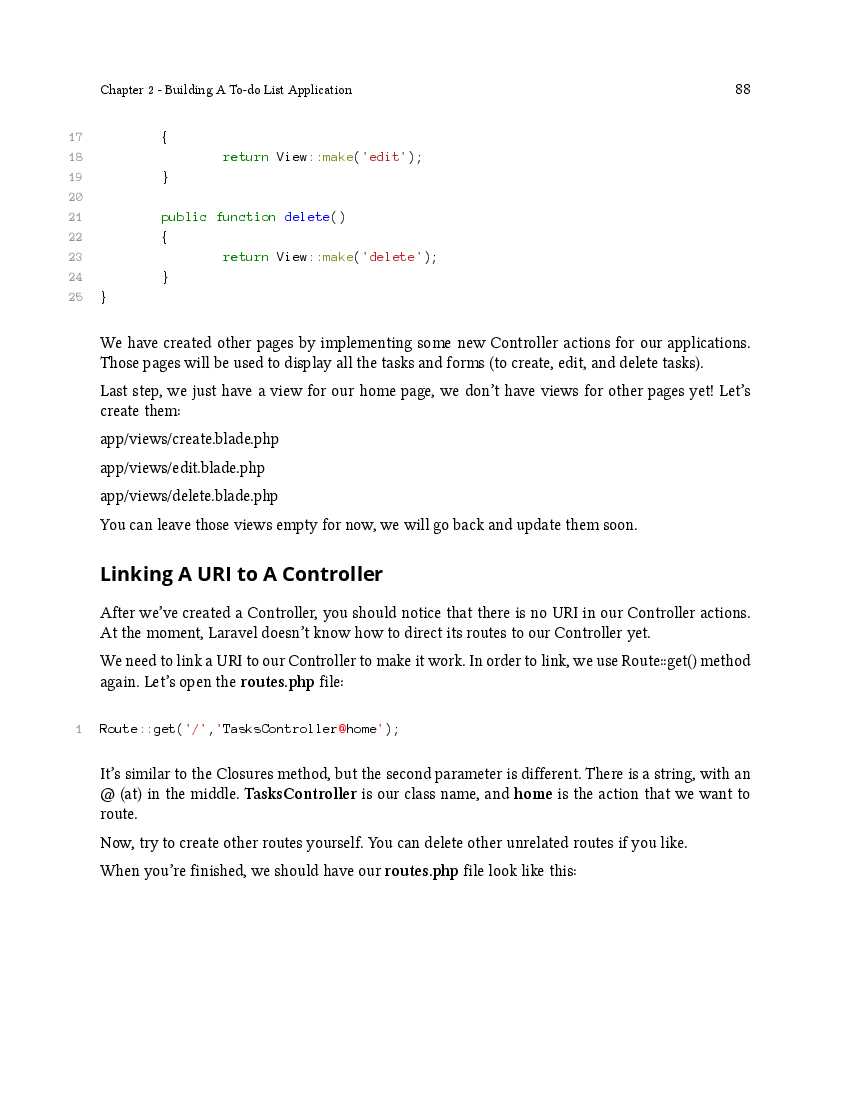 Chapter 2 - Building A To-do List Application 88
17 {
18 return View::make('edit');
19 }
20
21 public function delete()
22 {
23 return View::make('delete');
24 }
25 }
We have created other pages by implementing some new Controller actions for our applications.
Those pages will be used to display all the tasks and forms (to create, edit, and delete tasks).
Last step, we just have a view for our home page, we don’t have views for other pages yet! Let’s
create them:
app/views/create.blade.php
app/views/edit.blade.php
app/views/delete.blade.php
You can leave those views empty for now, we will go back and update them soon.
Linking A URI to A Controller
After we’ve created a Controller, you should notice that there is no URI in our Controller actions.
At the moment, Laravel doesn’t know how to direct its routes to our Controller yet.
We need to link a URI to our Controller to make it work. In order to link, we use Route::get() method
again. Let’s open the routes.php file:
1 Route::get('/','TasksController@home');
It’s similar to the Closures method, but the second parameter is different. There is a string, with an
@ (at) in the middle. TasksController is our class name, and home is the action that we want to
route.
Now, try to create other routes yourself. You can delete other unrelated routes if you like.
When you’re finished, we should have our routes.php file look like this: